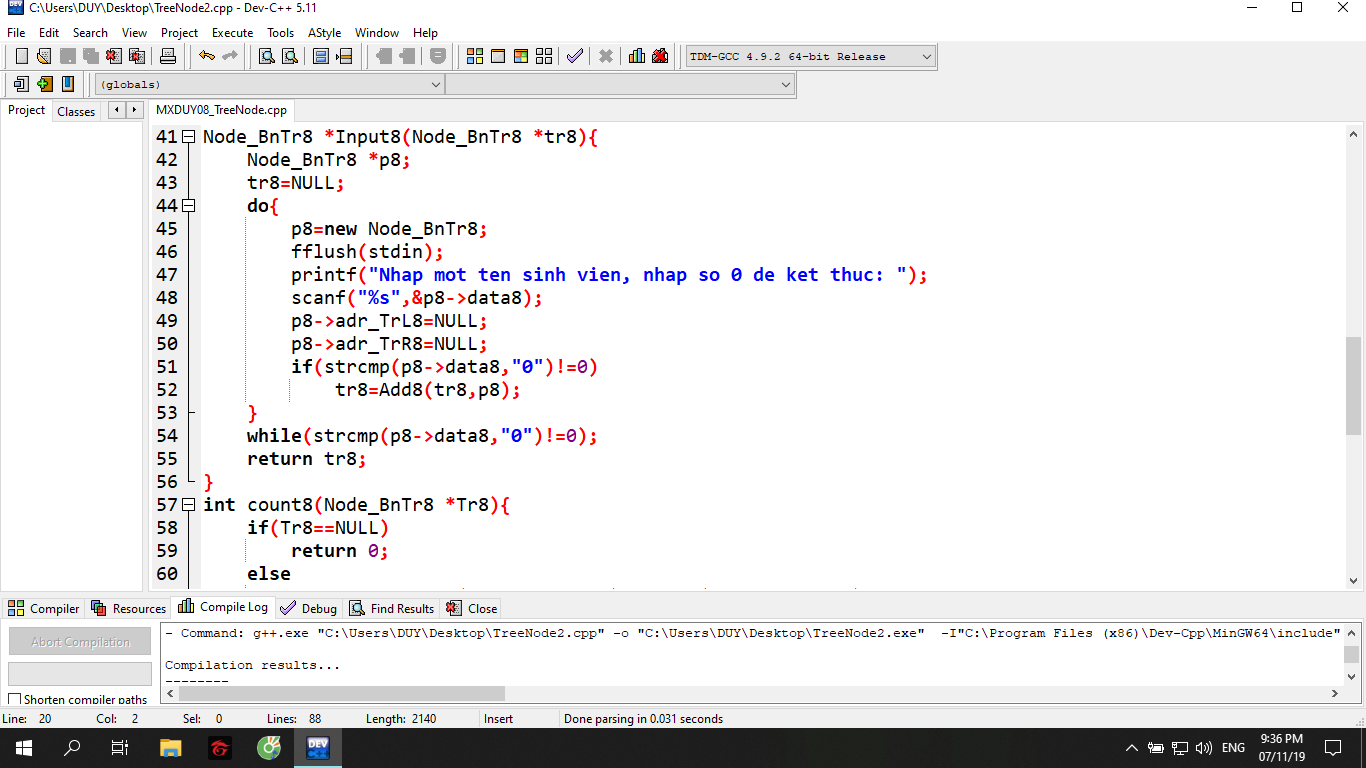 C:\Users\DUY\Desktop\TreeNode2.cpp - Dev-C++ 5.11
File Edit Search View Project Execute Tools AStyle Window Help
TDM-GCC 4.9.2 64-bit Release
(globals)
Project Classes MXDUY08_TreeNode.cpp
41 Node_BnTr8 *Input8(Node_BnTr8 *tr8){
42 Node_BnTr8 *p8;
43 tr8=NULL;
44 do{
45 p8=new Node_BnTr8;
46 fflush(stdin);
47 printf("Nhap mot ten sinh vien, nhap so 0 de ket thuc: ");
48 scanf("%s",&p8->data8);
49 p8->adr_TrL8=NULL;
50 p8->adr_TrR8=NULL;
51 if(strcmp(p8->data8,"0")!=0)
52 tr8=Add8(tr8,p8);
53 }
54 while(strcmp(p8->data8,"0")!=0);
55 return tr8;
56 }
57 int count8(Node_BnTr8 *Tr8){
58 if(Tr8==NULL)
59 return 0;
60 else
Compiler Resources Compile Log Debug Find Results Close
Abort Compilation
Shorten compiler paths
- Command: g++.exe "C:\Users\DUY\Desktop\TreeNode2.cpp" -o "C:\Users\DUY\Desktop\TreeNode2.exe" -I"C:\Program Files (x86)\Dev-Cpp\MinGW64\include"
Compilation results...
--------
Line: 20 Col: 2 Sel: 0 Lines: 88 Length: 2140 Insert Done parsing in 0.031 seconds
DEV C++
ENG
9:36 PM
07/11/19